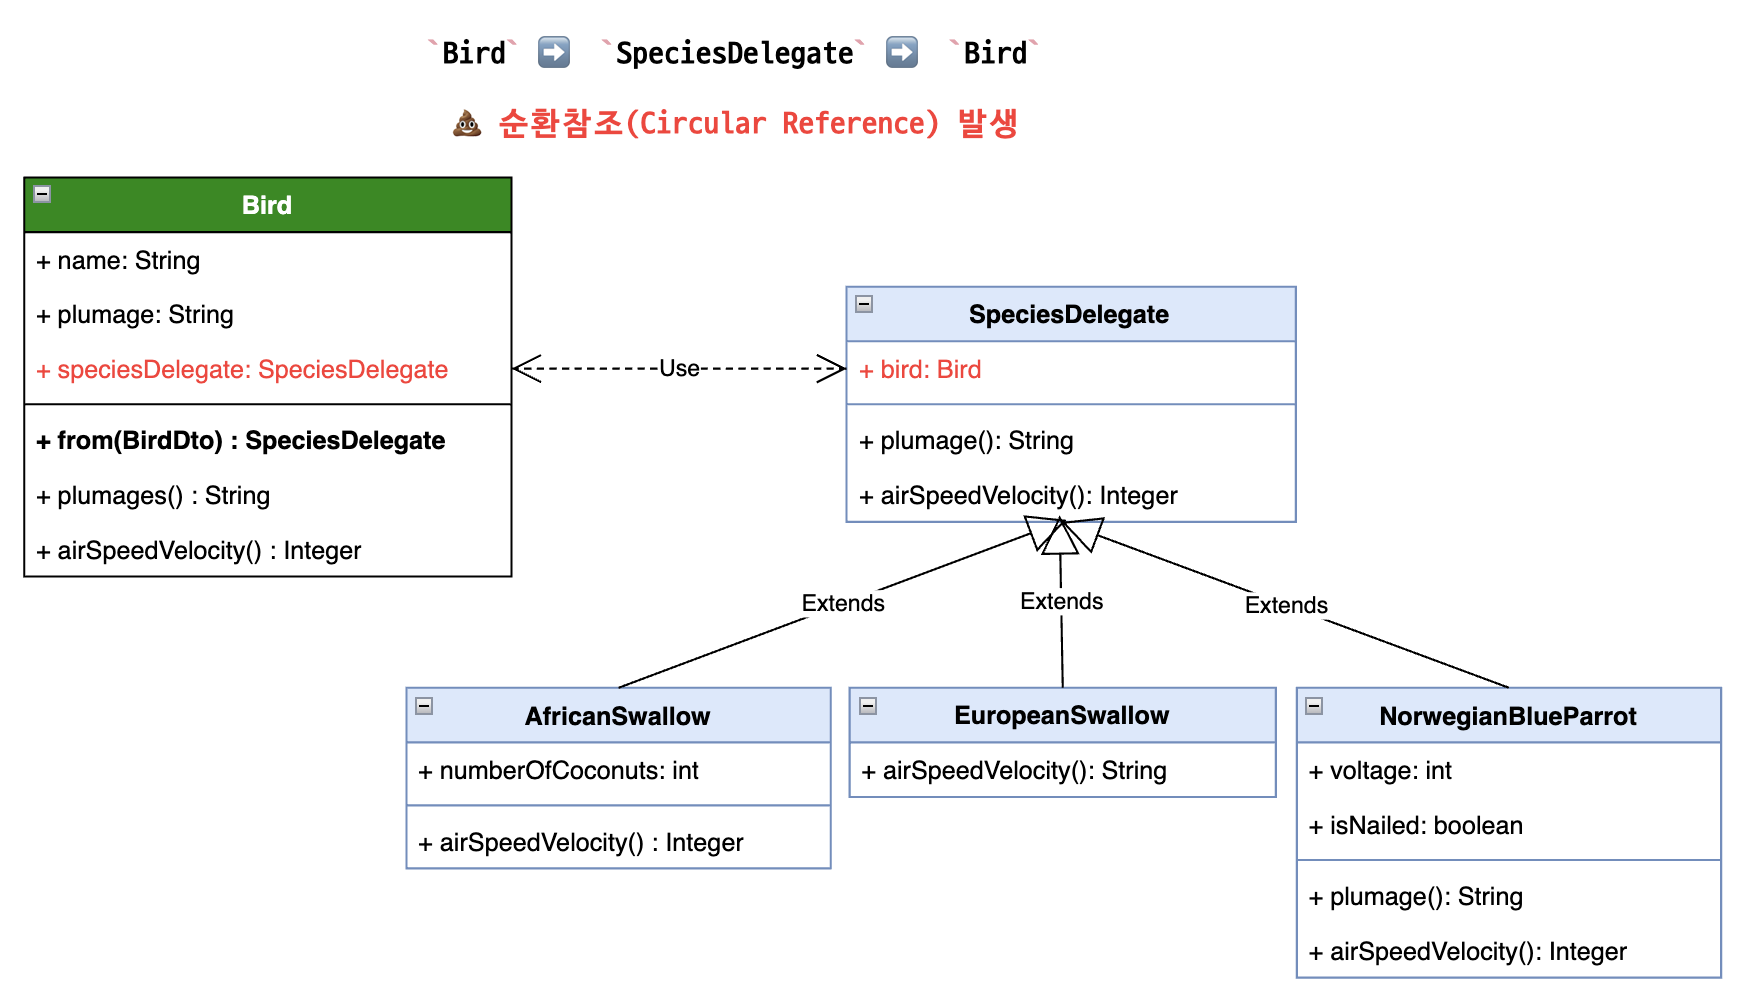 `Bird` ➡️ `SpeciesDelegate` ➡️ `Bird`
💩 순환참조(Circular Reference) 발생
Bird
+ name: String
+ plumage: String
+ speciesDelegate: SpeciesDelegate
+ from(BirdDto) : SpeciesDelegate
+ plumages() : String
+ airSpeedVelocity() : Integer
Use
SpeciesDelegate
+ bird: Bird
+ plumage(): String
+ airSpeedVelocity(): Integer
Extends
Extends
Extends
AfricanSwallow
+ numberOfCoconuts: int
+ airSpeedVelocity() : Integer
EuropeanSwallow
+ airSpeedVelocity(): String
NorwegianBlueParrot
+ voltage: int
+ isNailed: boolean
+ plumage(): String
+ airSpeedVelocity(): Integer